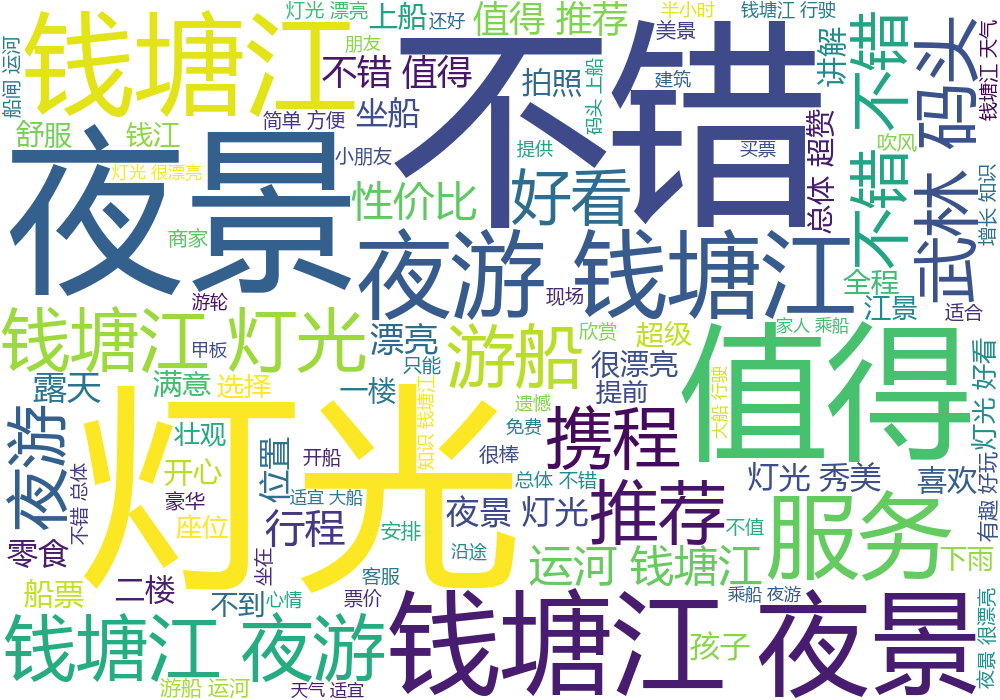 灯光 漂亮
上船
还好
值得 推荐
半小时
钱塘江 行驶
钱塘江
不错
朋友
美景
讲解
不错 不错
码头
钱塘江 天气
船闸 运河
不错 值得
拍照
建筑
码头 上船
坐船
简单 方便
舒服
钱江
夜景
小朋友
提供
买票
总体 超赞
吹风
灯光 很漂亮
性价比
好看
武林 码头
增长 知识
商家
夜游 钱塘江
全程
游轮
现场
江景
适合
钱塘江 灯光
漂亮
游船
欣赏
超级
家人 乘船
值得
甲板
只能
很漂亮
灯光 好看
露天
满意
选择
一楼
提前
大船 行驶
知识 钱塘江
遗憾
夜游
灯光
携程
免费
壮观
位置
很棒
开心
开船
总体 不错
灯光 秀美
喜欢
有趣 好玩
不错 总体
豪华
适宜 大船
推荐
服务
座位
行程
夜景 灯光
不值
零食
坐在
安排
沿途
运河 钱塘江
下雨
船票
二楼
客服
不到
心情
票价
乘船 夜游
夜景 很漂亮
钱塘江 夜游
钱塘江 夜景
孩子
游船 运河
天气 适宜